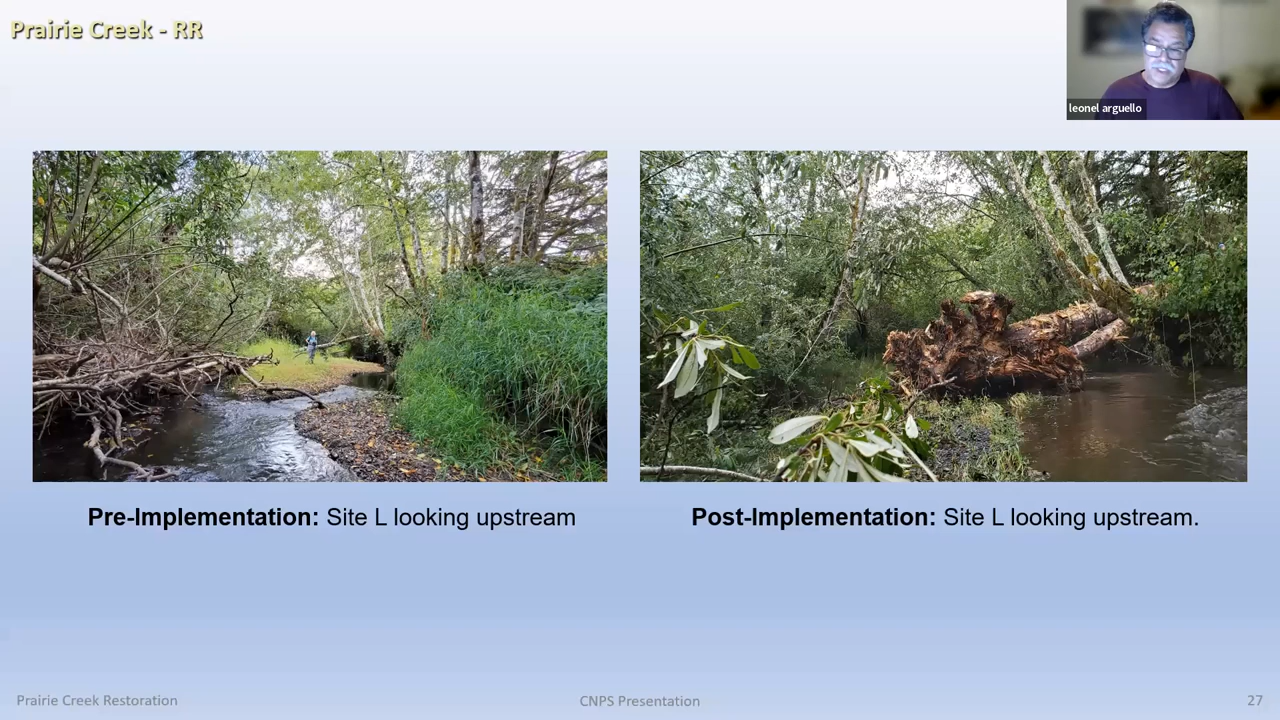 Prairie Creek - RR
leonel arguello
Pre-Implementation: Site L looking upstream
Post-Implementation: Site L looking upstream.
Prairie Creek Restoration
CNPS Presentation
27